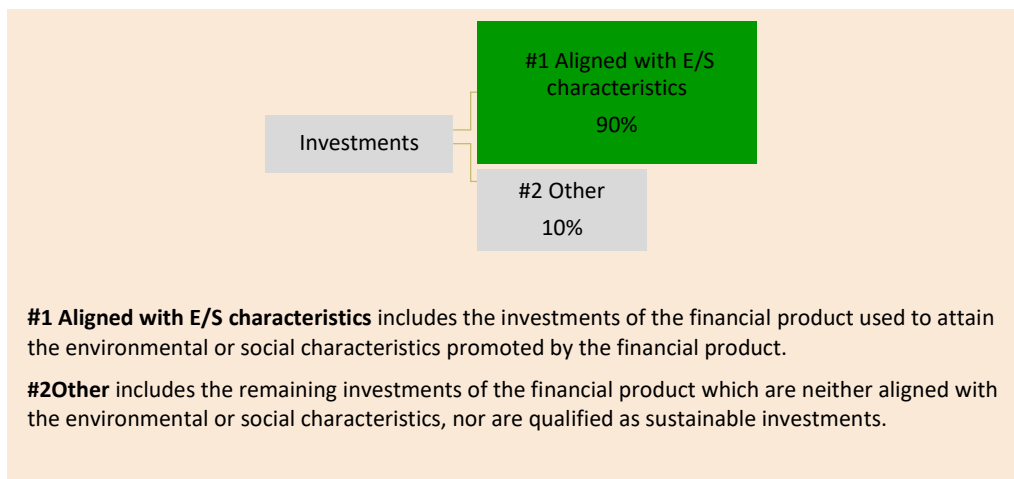 #1 Aligned with E/S
characteristics
90%
Investments
#2 Other
10%
#1 Aligned with E/S characteristics includes the investments of the financial product used to attain
the environmental or social characteristics promoted by the financial product.
#2Other includes the remaining investments of the financial product which are neither aligned with
the environmental or social characteristics, nor are qualified as sustainable investments.